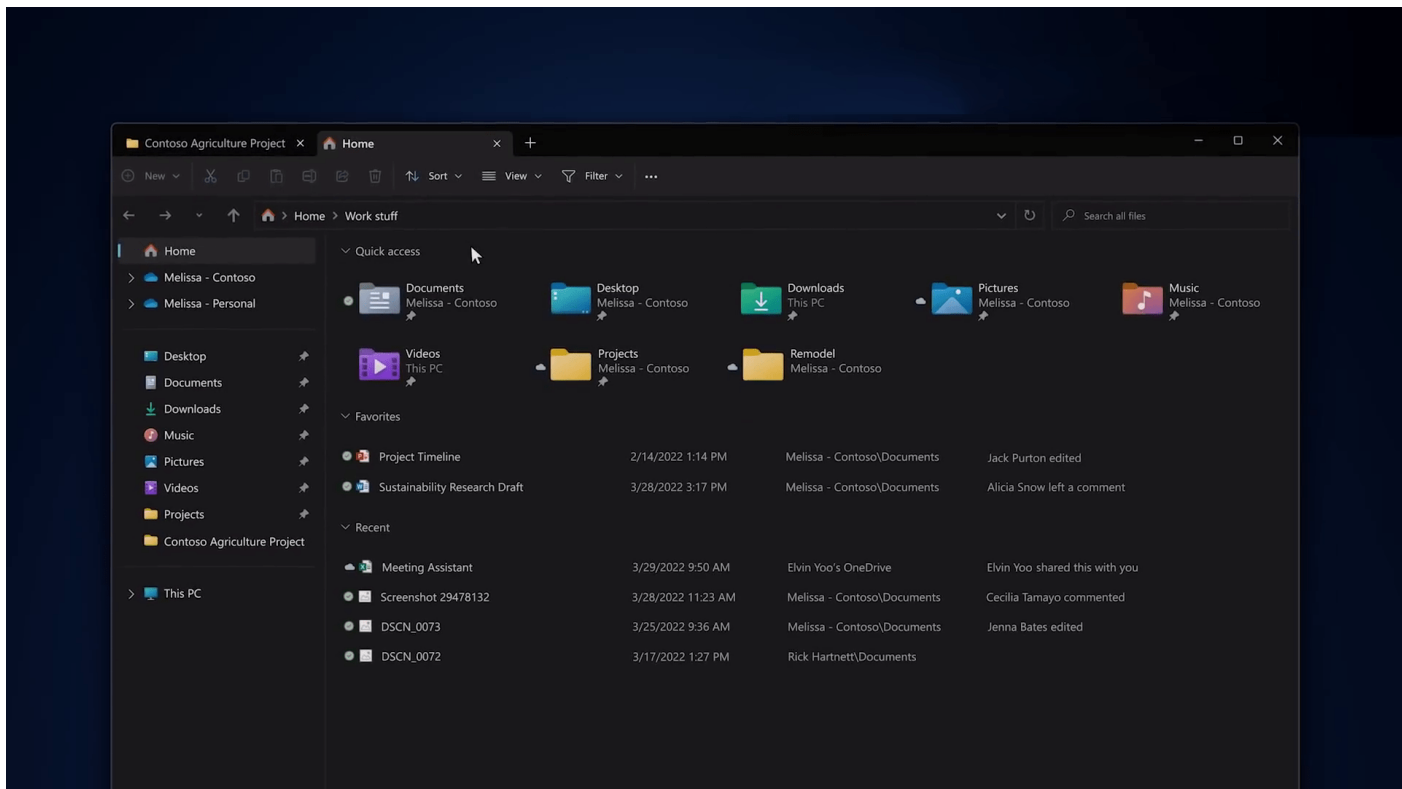 Contoso Agriculture Project
Home
New
Sort
View
Filter
Home > Work stuff
Search all files
Home
Melissa - Contoso
Melissa - Personal
Desktop
Documents
Downloads
Music
Pictures
Videos
Projects
Contoso Agriculture Project
This PC
Quick access
Documents
Melissa - Contoso
Desktop
Melissa - Contoso
Downloads
This PC
Pictures
Melissa - Contoso
Music
Melissa - Contoso
Videos
This PC
Projects
Melissa - Contoso
Remodel
Melissa - Contoso
Favorites
Project Timeline 2/14/2022 1:14 PM Melissa - Contoso\Documents Jack Purton edited
Sustainability Research Draft 3/28/2022 3:17 PM Melissa - Contoso\Documents Alicia Snow left a comment
Recent
Meeting Assistant 3/29/2022 9:50 AM Elvin Yoo's OneDrive Elvin Yoo shared this with you
Screenshot 29478132 3/28/2022 11:23 AM Melissa - Contoso\Documents Cecilia Tamayo commented
DSCN_0073 3/25/2022 9:36 AM Melissa - Contoso\Documents Jenna Bates edited
DSCN_0072 3/17/2022 1:27 PM Rick Hartnett\Documents